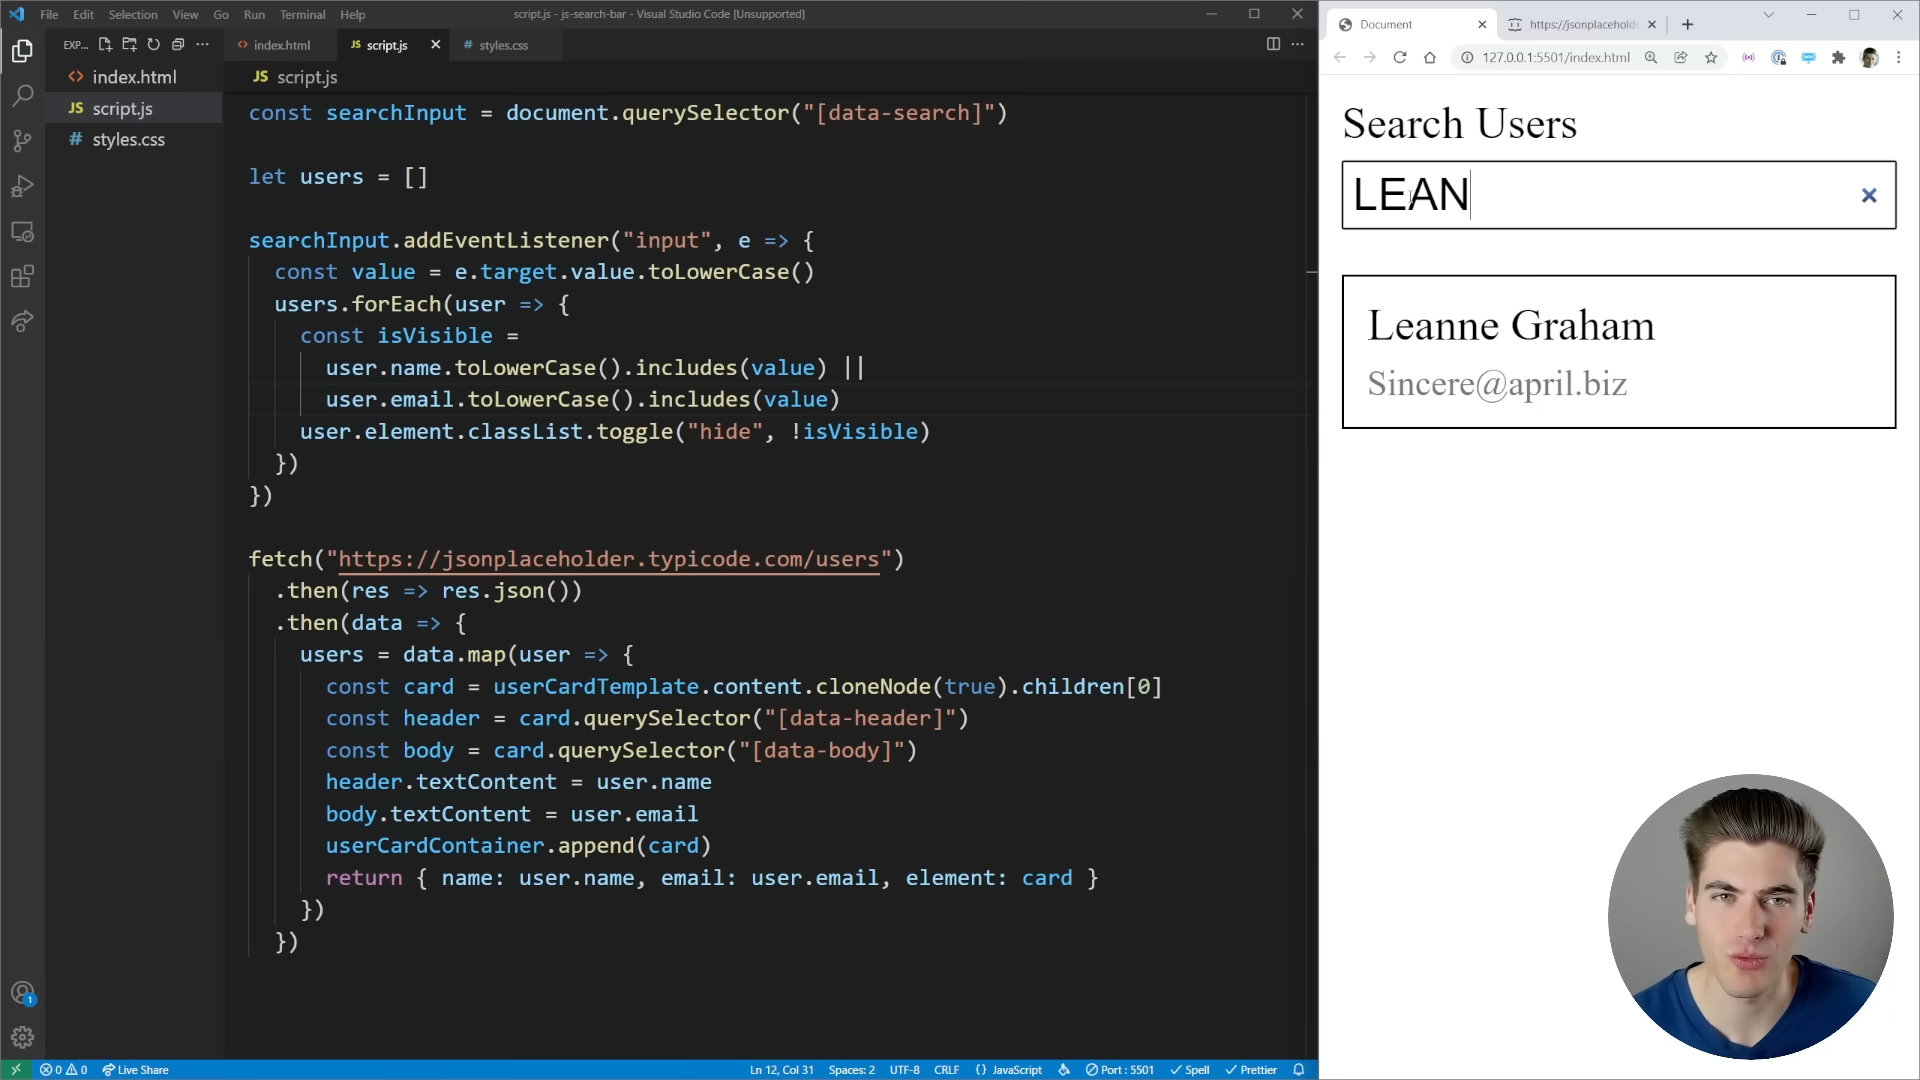 File Edit Selection View Go Run Terminal Help
script.js - js-search-bar - Visual Studio Code [Unsupported]
EXP...
index.html
script.js
styles.css
index.html
JS script.js
# styles.css
JS script.js
const searchInput = document.querySelector("[data-search]")
let users = []
searchInput.addEventListener("input", e => {
const value = e.target.value.toLowerCase()
users.forEach(user => {
const isVisible =
user.name.toLowerCase().includes(value) ||
user.email.toLowerCase().includes(value)
user.element.classList.toggle("hide", !isVisible)
})
})
fetch("https://jsonplaceholder.typicode.com/users")
.then(res => res.json())
.then(data => {
users = data.map(user => {
const card = userCardTemplate.content.cloneNode(true).children[0]
const header = card.querySelector("[data-header]")
const body = card.querySelector("[data-body]")
header.textContent = user.name
body.textContent = user.email
userCardContainer.append(card)
return { name: user.name, email: user.email, element: card }
})
})
1
0 0 Live Share
Ln 12, Col 31 Spaces: 2 UTF-8 CRLF {} JavaScript Port : 5501 Spell Prettier
Document
https://jsonplacehold
127.0.0.1:5501/index.html
Search Users
LEAN
Leanne Graham
Sincere@april.biz